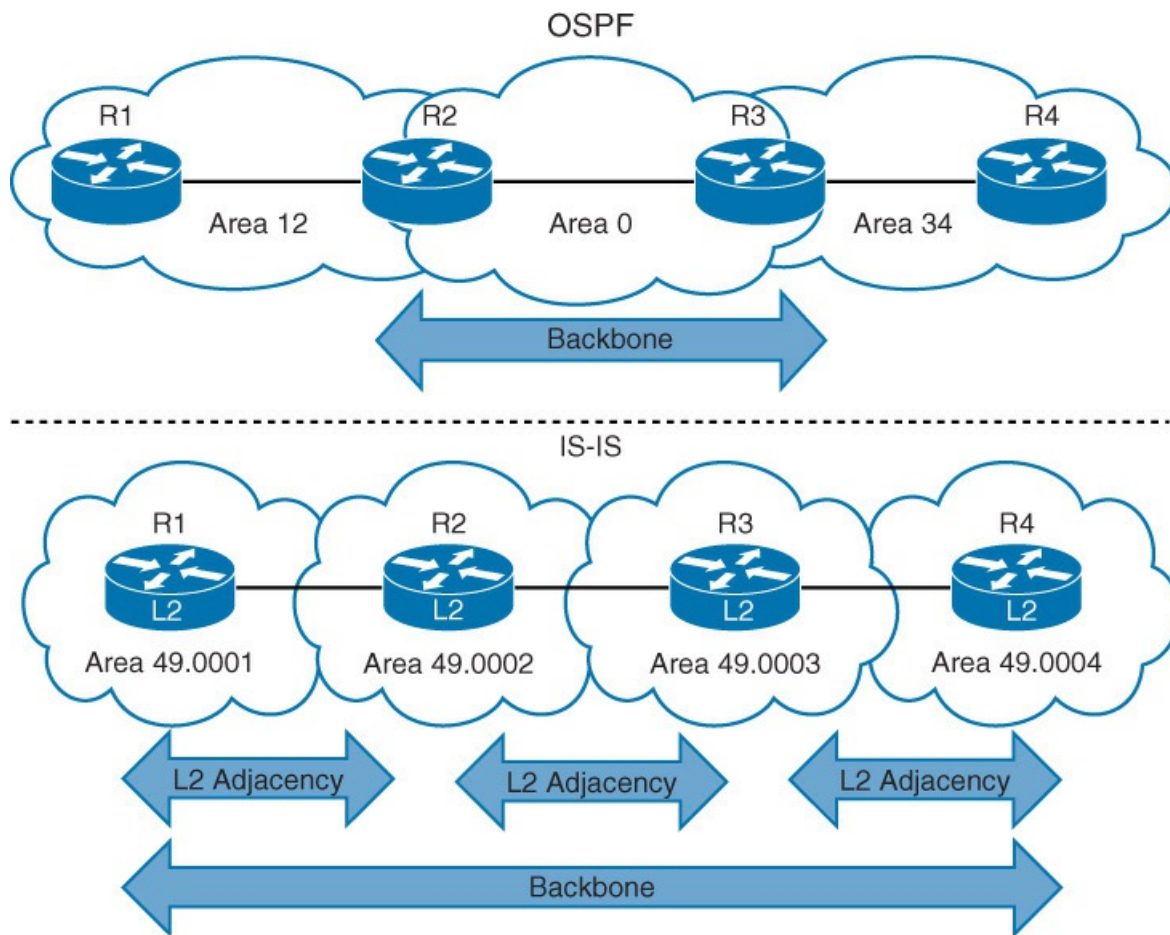 OSPF
R1 R2 R3 R4
Area 12 Area 0 Area 34
Backbone
IS-IS
R1 R2 R3 R4
L2 L2 L2 L2
Area 49.0001 Area 49.0002 Area 49.0003 Area 49.0004
L2 Adjacency L2 Adjacency L2 Adjacency
Backbone